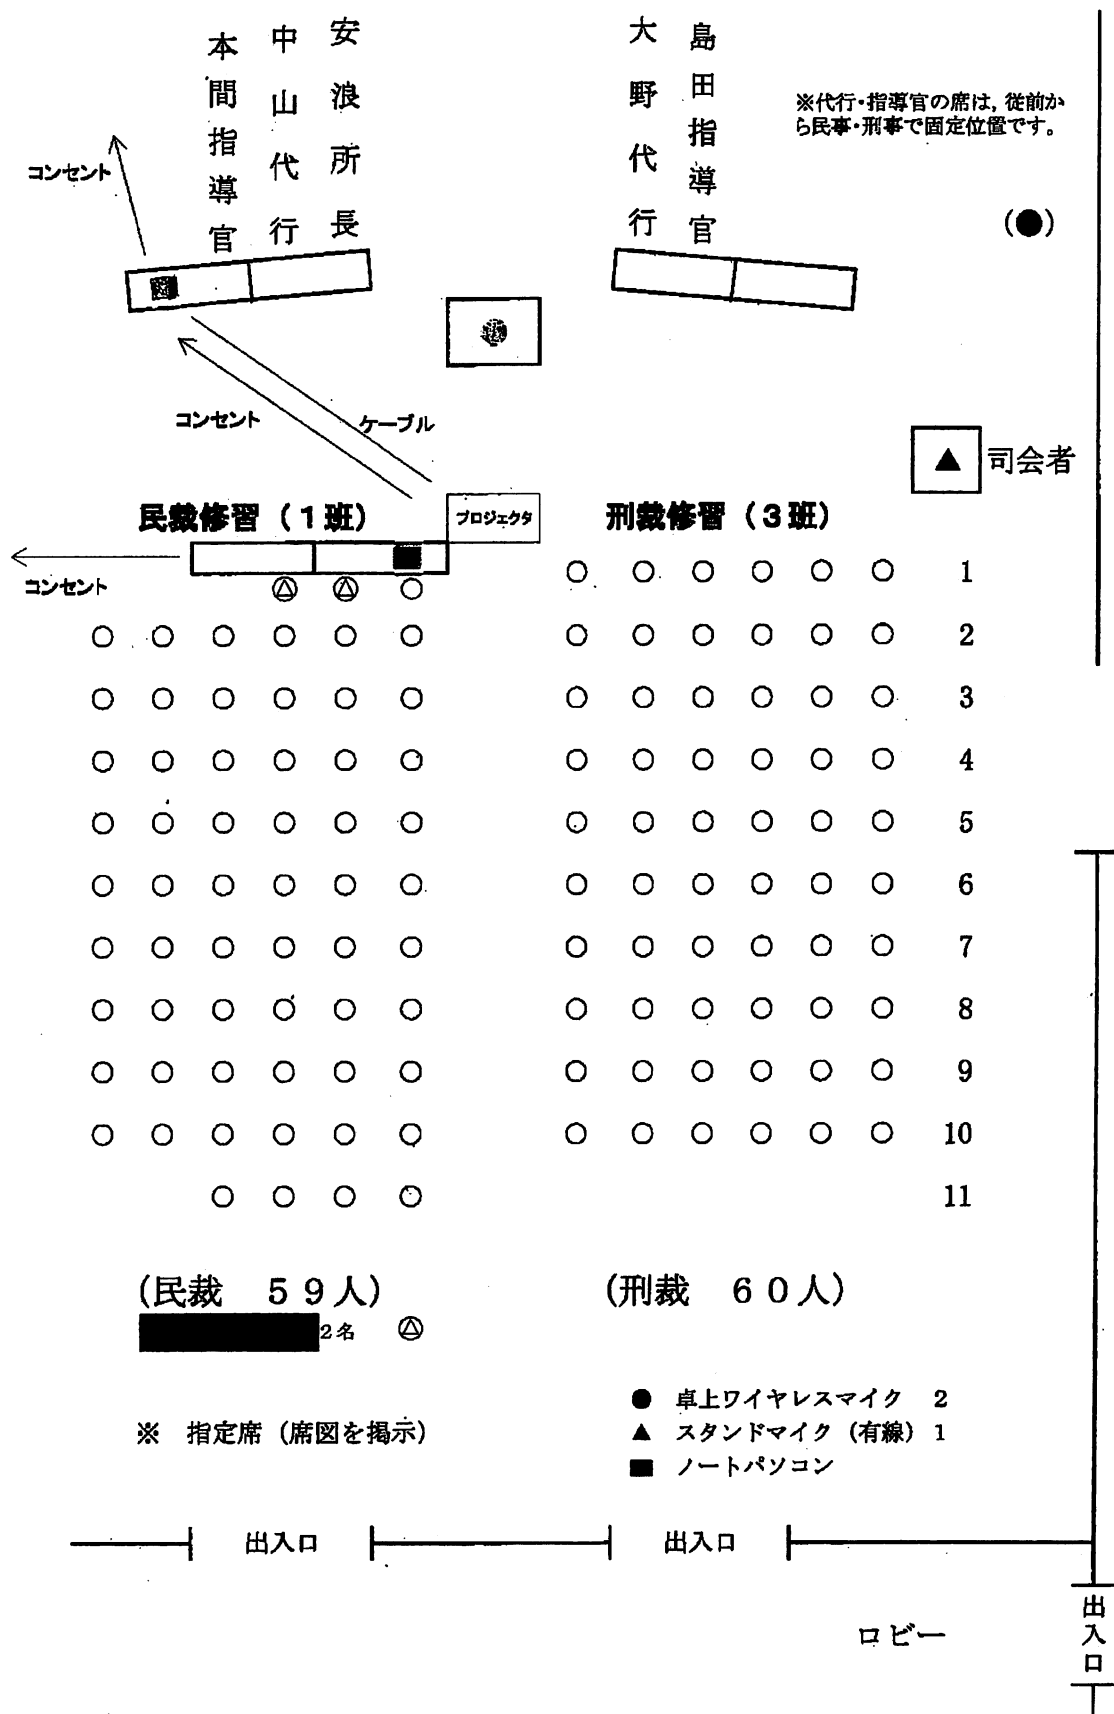 本間指導官
中山代行
安浪所長
大野代行
島田指導官
※代行・指導官の席は，従前か
ら民事・刑事で固定位置です。
コンセント
(●)
コンセント
ケーブル
▲ 司会者
民裁修習（１班）
プロジェクタ
刑裁修習（３班）
コンセント
1
2
3
4
5
6
7
8
9
10
11
(民裁　５９人)
2名
(刑裁　６０人)
● 卓上ワイヤレスマイク 2
▲ スタンドマイク（有線） 1
■ ノートパソコン
※ 指定席（席図を掲示）
出入口
出入口
ロビー
出入口